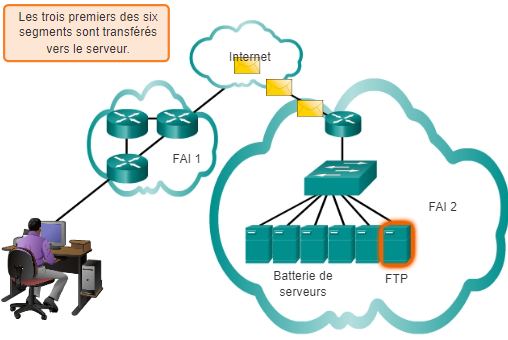 Les trois premiers des six
segments sont transférés
vers le serveur.
Internet
FAI 1
FAI 2
Batterie de
serveurs
FTP